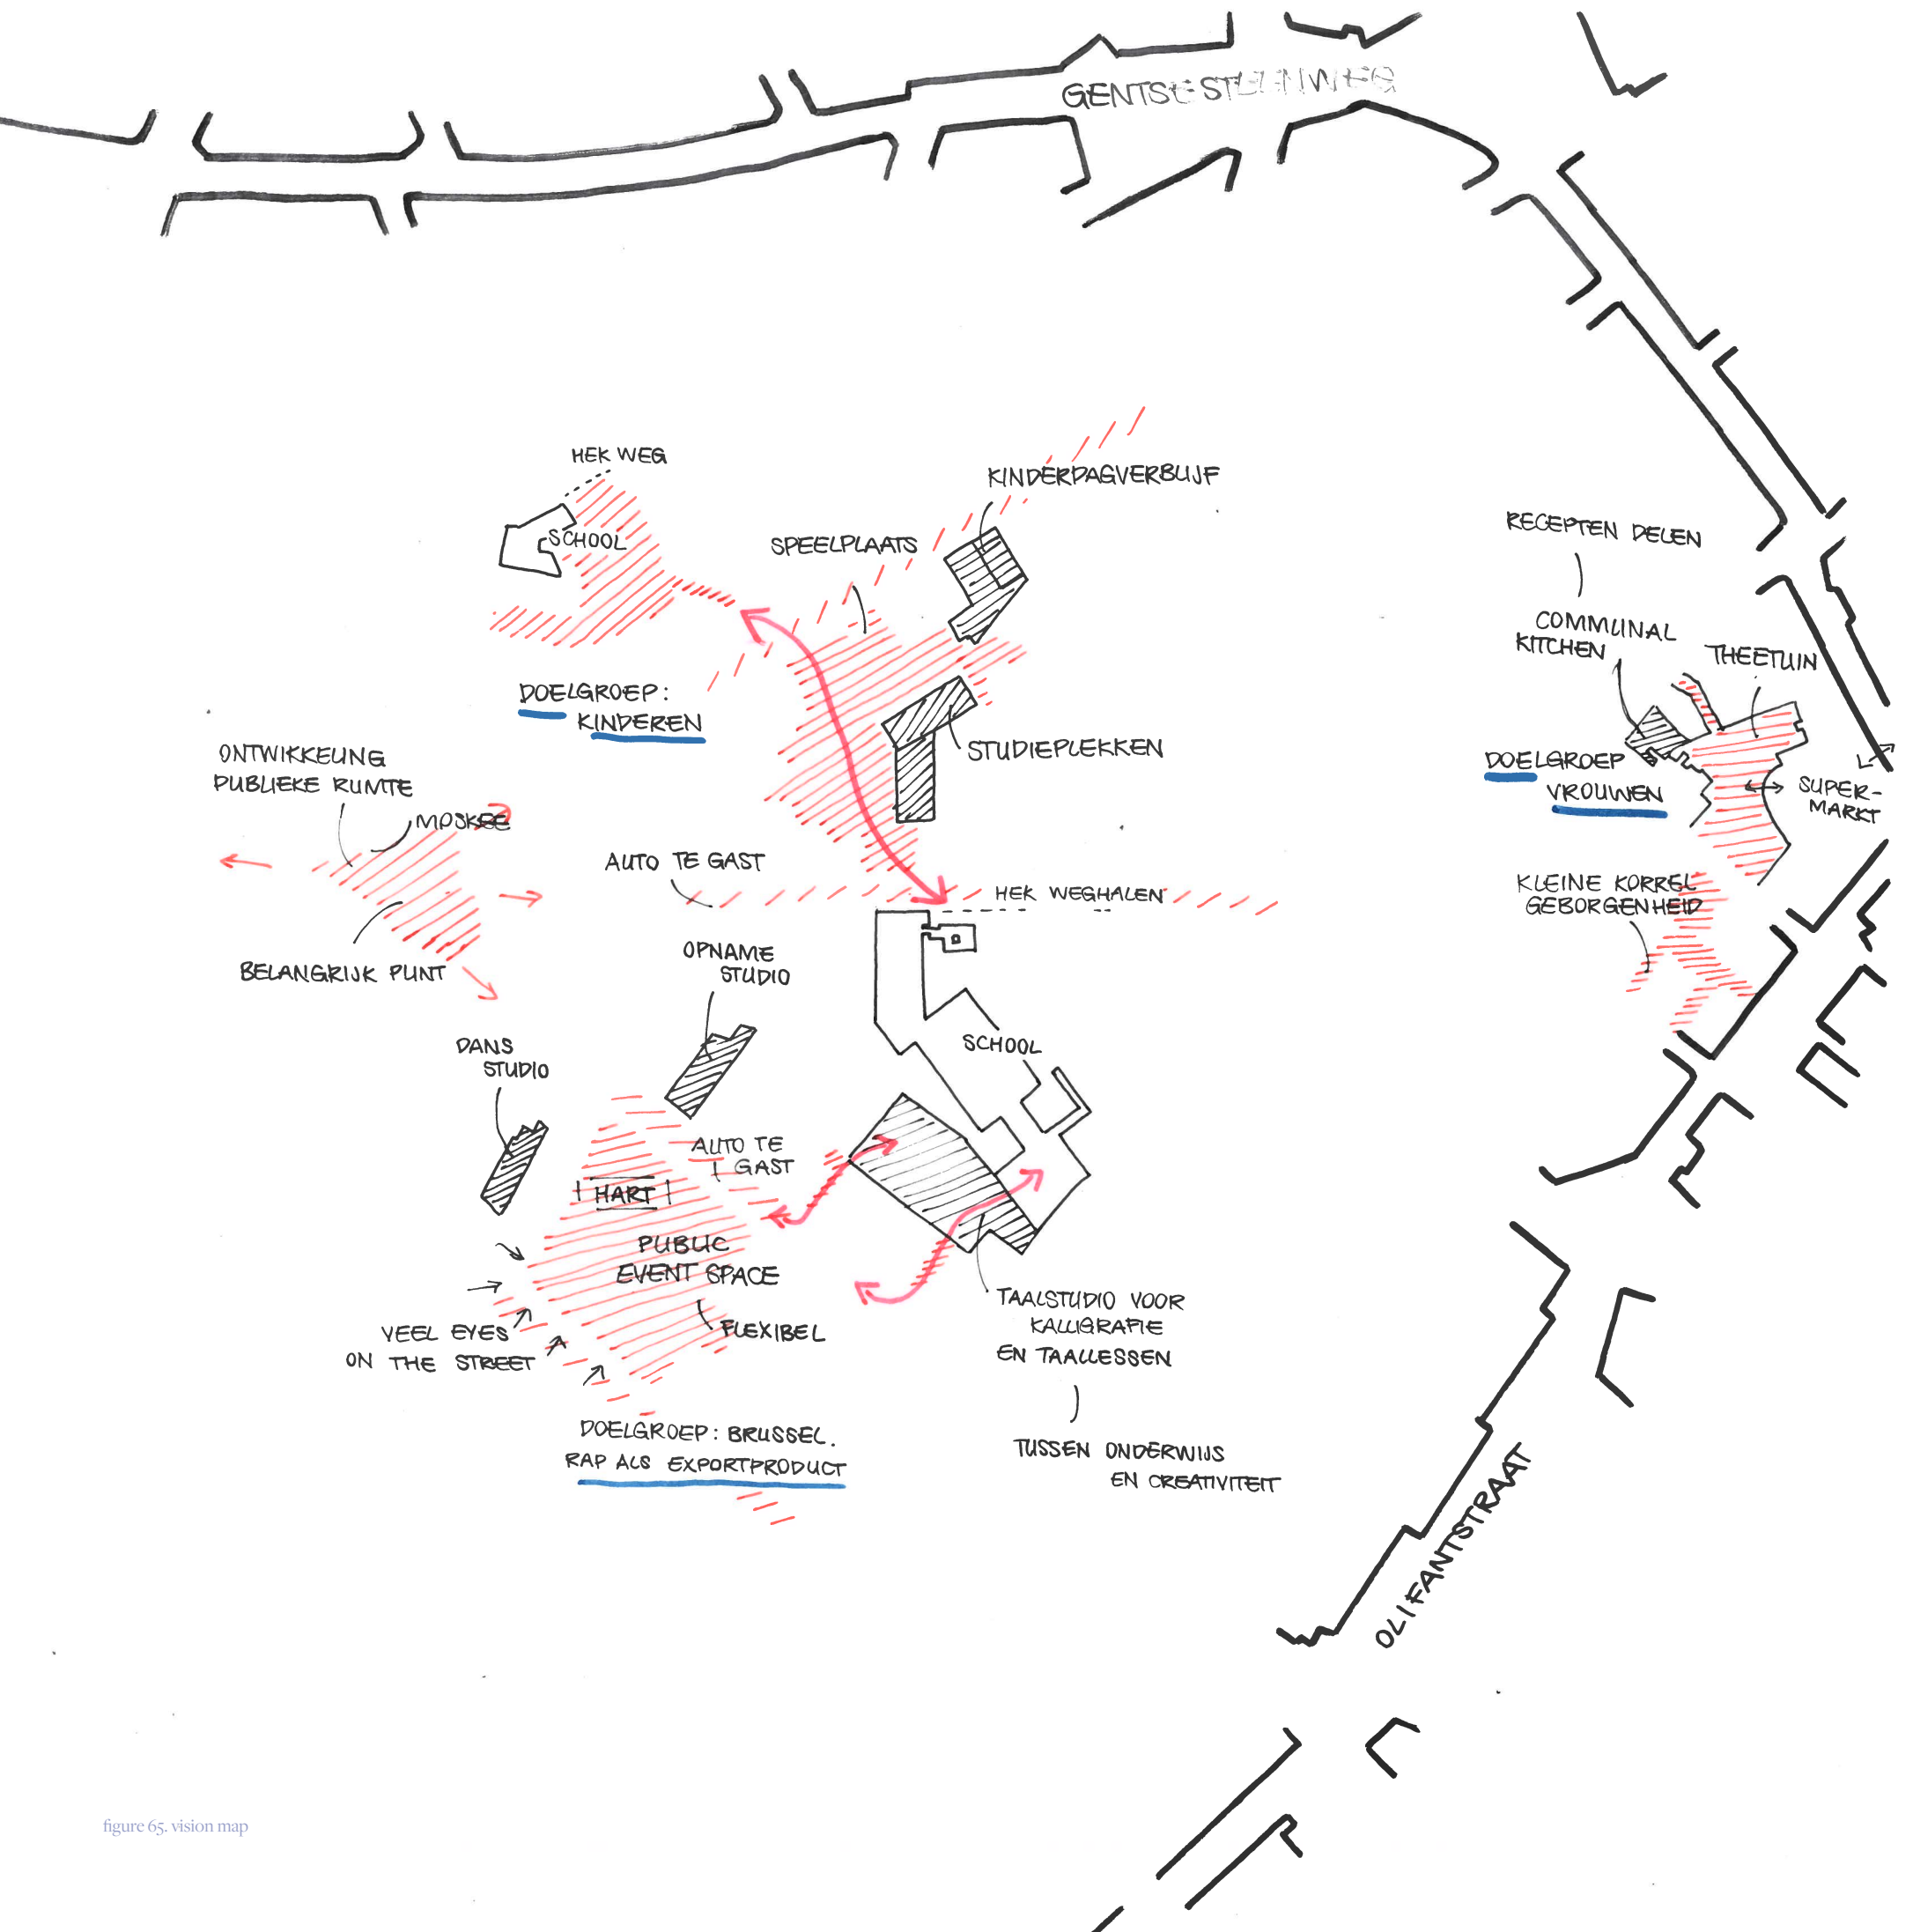 GENTSESTEENWEG
HEK WEG
SCHOOL
KINDERDAGVERBLIJF
SPEELPLAATS
DOELGROEP:
KINDEREN
STUDIEPLEKKEN
RECEPTEN DELEN
COMMUNAL
KITCHEN
THEETUIN
DOELGROEP
VROUWEN
SUPER-
MARKT
KLEINE KORREL
GEBORGENHEID
ONTWIKKELING
PUBLIEKE RUIMTE
MOSKEE
BELANGRIJK PUNT
AUTO TE GAST
HEK WEGHALEN
OPNAME
STUDIO
DANS
STUDIO
SCHOOL
AUTO TE
GAST
HART
PUBLIC
EVENT SPACE
FLEXIBEL
VEEL EYES
ON THE STREET
TAALSTUDIO VOOR
KALLIGRAFIE
EN TAALLESSEN
TUSSEN ONDERWIJS
EN CREATIVITEIT
DOELGROEP: BRUSSEL.
RAP ALS EXPORTPRODUCT
OLIFANTSTRAAT
figure 65. vision map